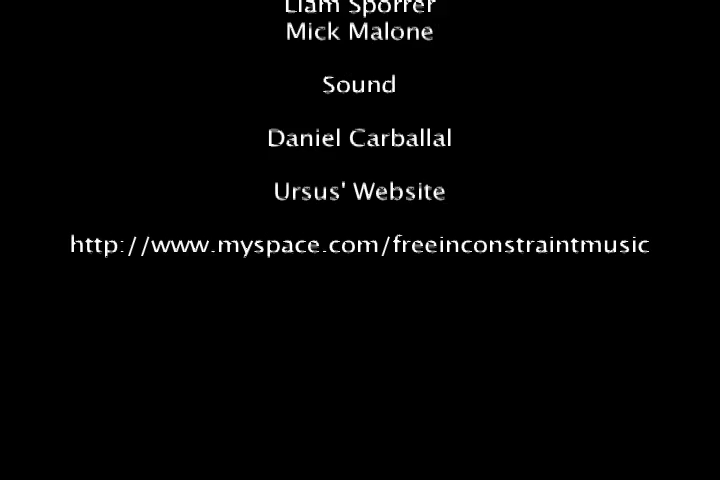 Liam Sporrer
Mick Malone
Sound
Daniel Carballal
Ursus' Website
http://www.myspace.com/freeinconstraintmusic